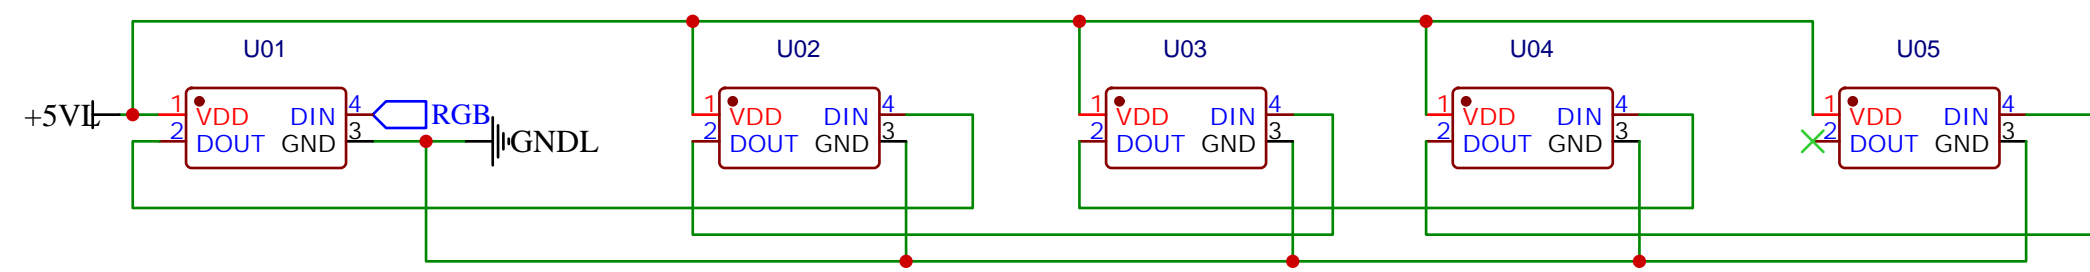 U01 U02 U03 U04 U05
+5VL 1 VDD DIN 4 RGB 1 VDD DIN 4 1 VDD DIN 4 1 VDD DIN 4 1 VDD DIN 4
2 DOUT GND 3 GNDL 2 DOUT GND 3 2 DOUT GND 3 2 DOUT GND 3 2 DOUT GND 3